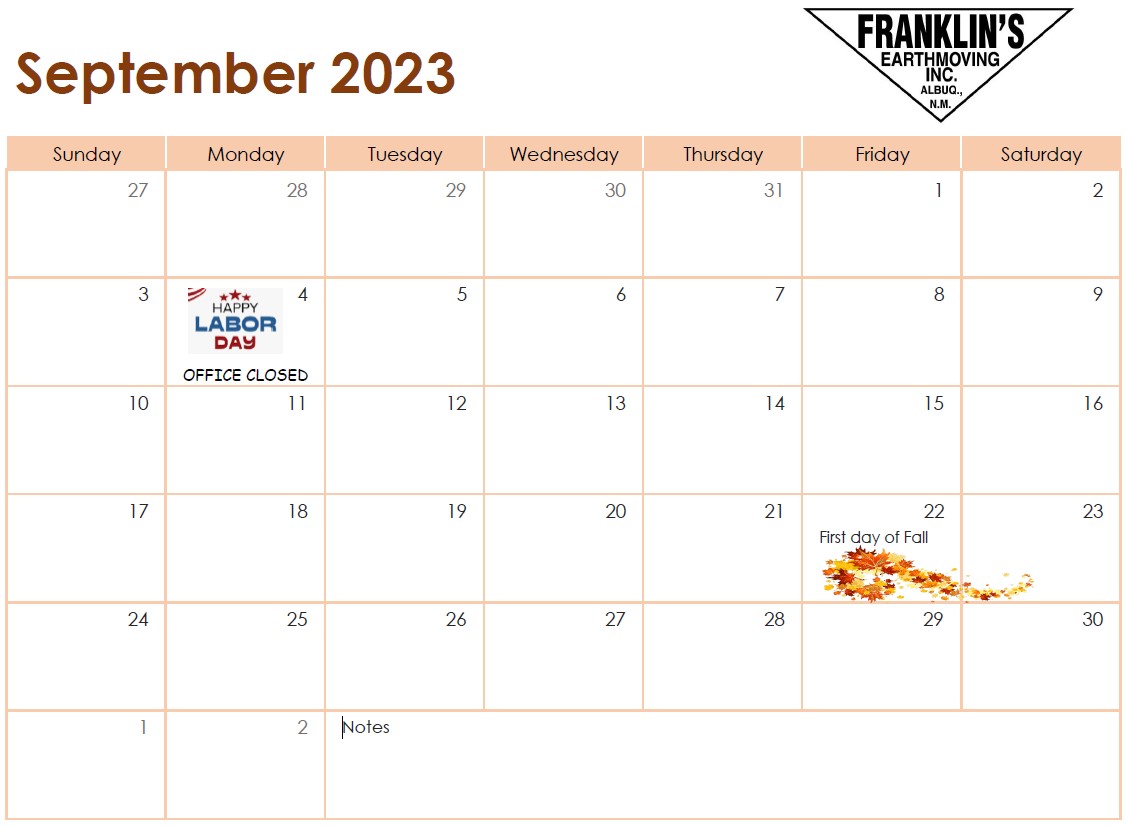 September 2023
FRANKLIN'S
EARTHMOVING
INC.
ALBUQ.,
N.M.
Sunday Monday Tuesday Wednesday Thursday Friday Saturday
27 28 29 30 31 1 2
3 4 5 6 7 8 9
HAPPY
LABOR
DAY
OFFICE CLOSED
10 11 12 13 14 15 16
17 18 19 20 21 22 23
First day of Fall
24 25 26 27 28 29 30
1 2 Notes